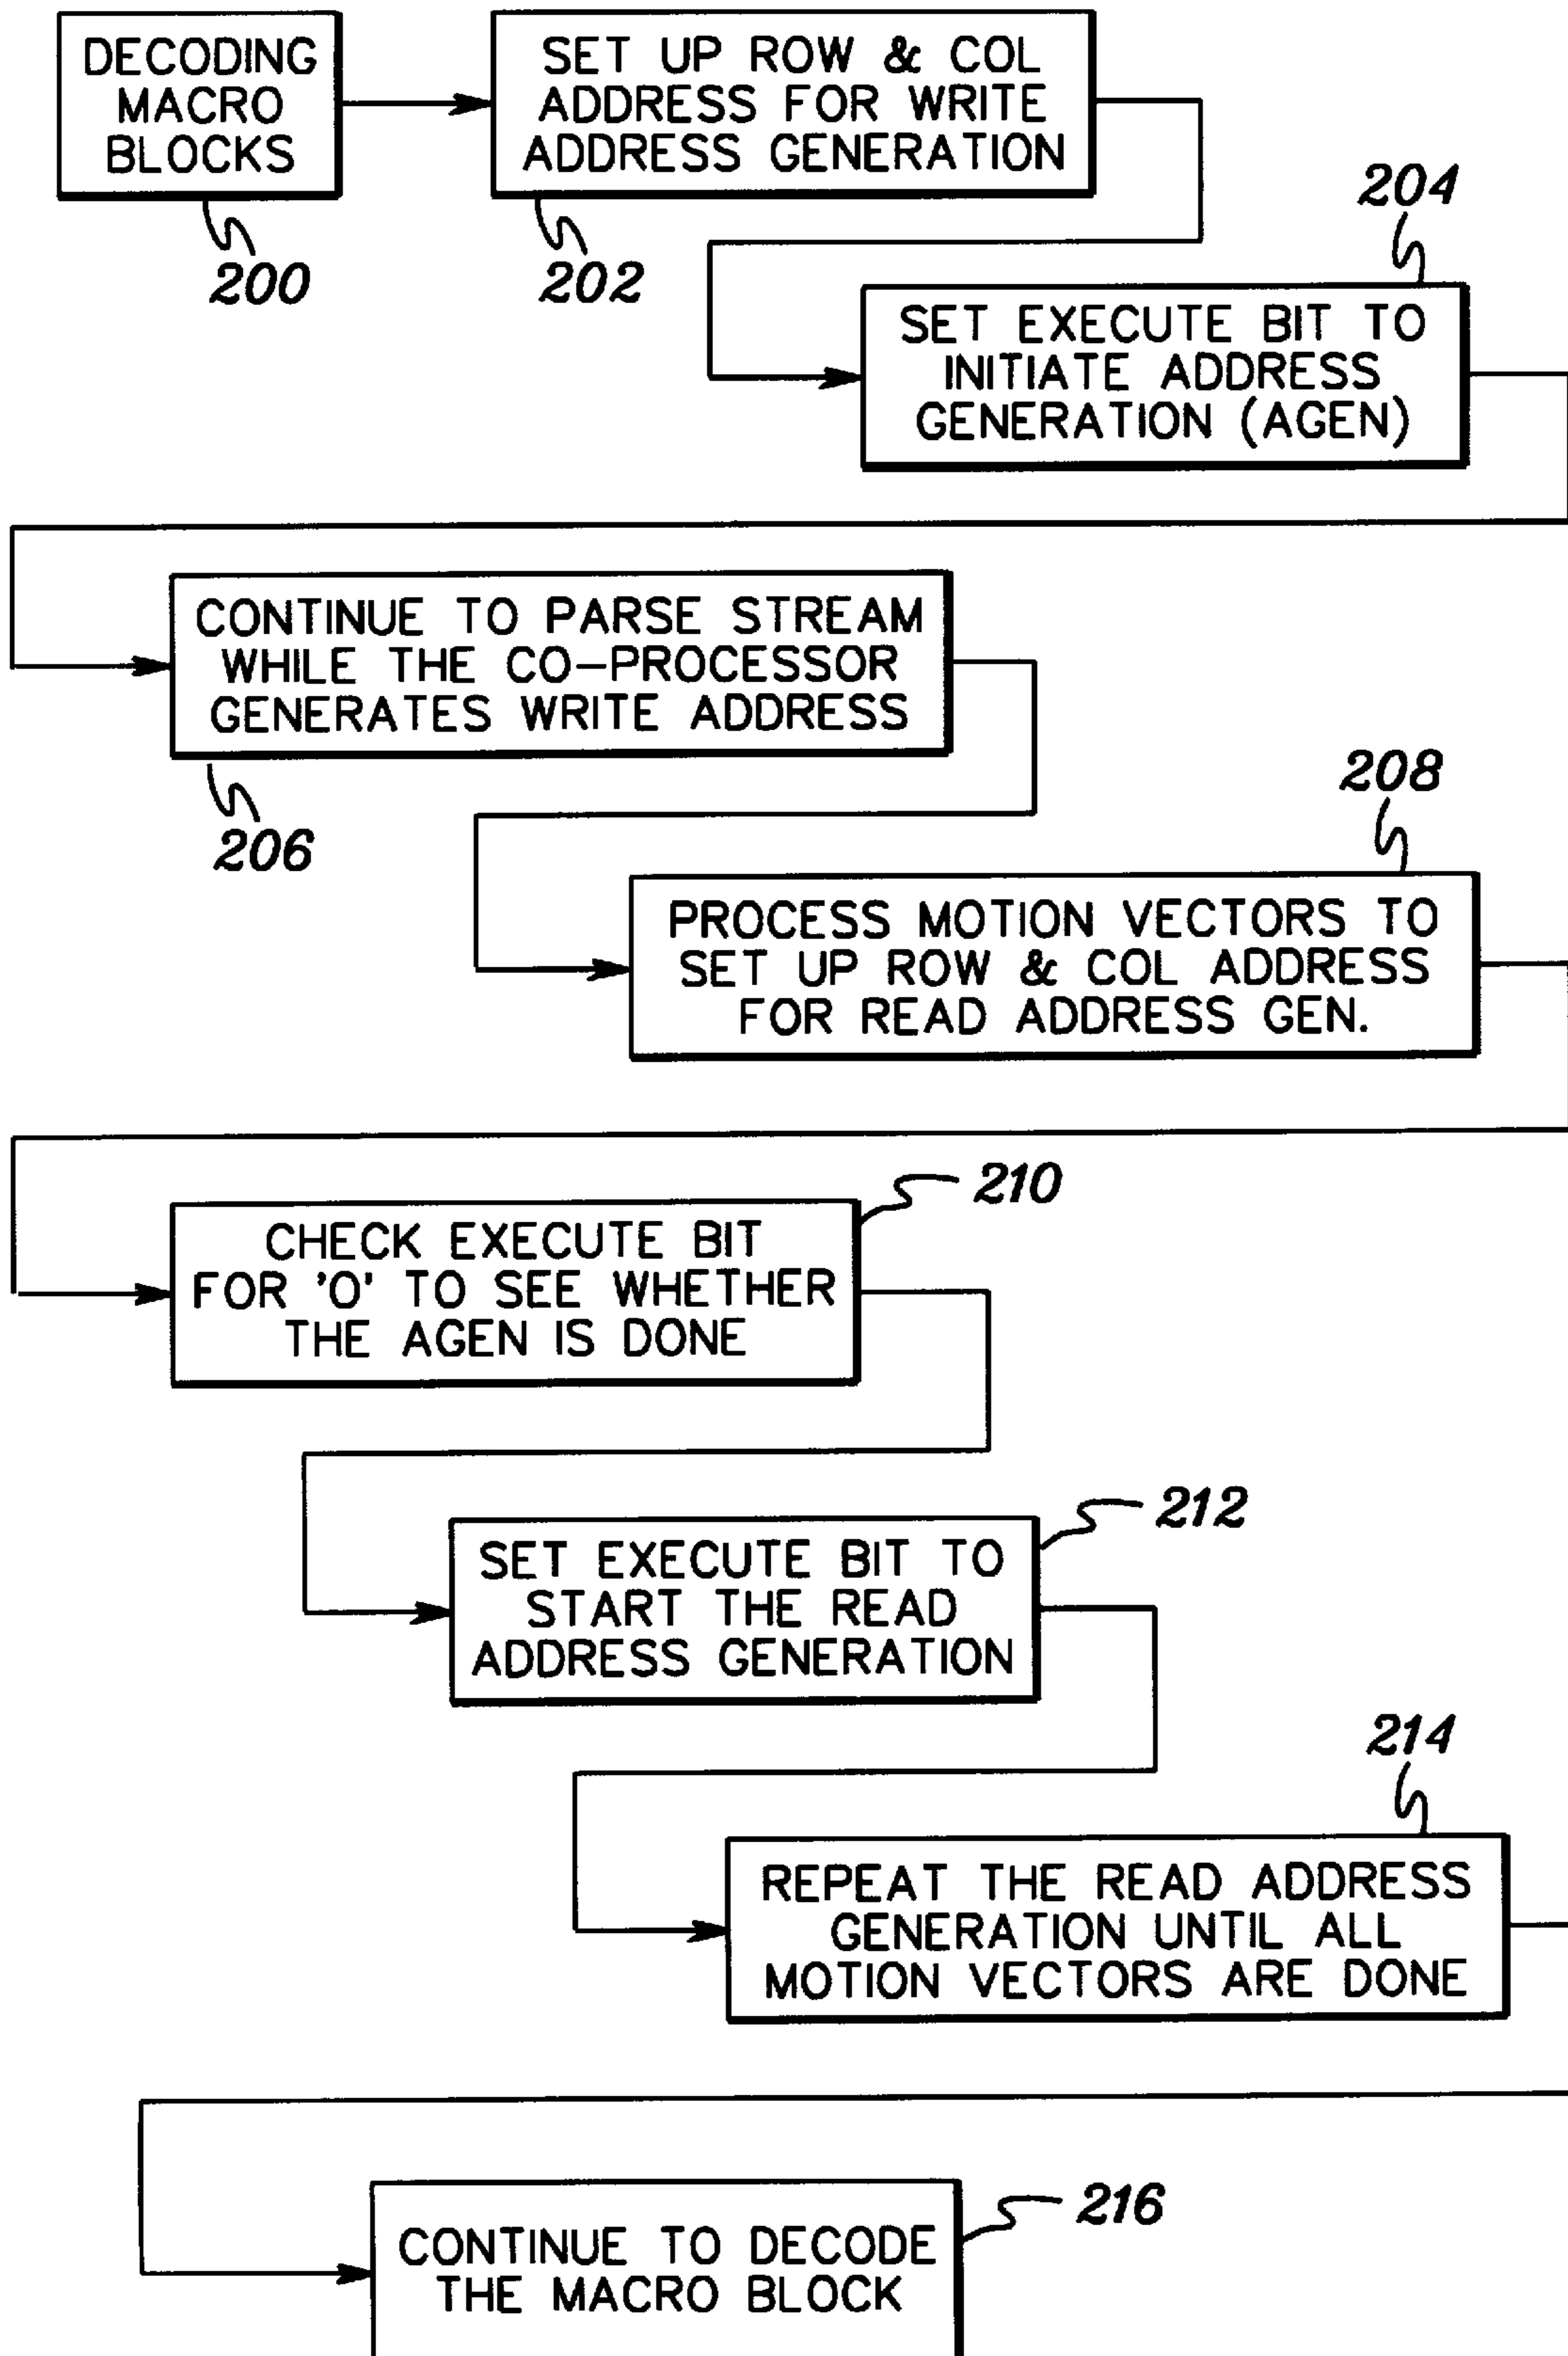 DECODING
MACRO
BLOCKS
200
SET UP ROW & COL
ADDRESS FOR WRITE
ADDRESS GENERATION
202
204
SET EXECUTE BIT TO
INITIATE ADDRESS
GENERATION (AGEN)
CONTINUE TO PARSE STREAM
WHILE THE CO-PROCESSOR
GENERATES WRITE ADDRESS
206
208
PROCESS MOTION VECTORS TO
SET UP ROW & COL ADDRESS
FOR READ ADDRESS GEN.
210
CHECK EXECUTE BIT
FOR 'O' TO SEE WHETHER
THE AGEN IS DONE
212
SET EXECUTE BIT TO
START THE READ
ADDRESS GENERATION
214
REPEAT THE READ ADDRESS
GENERATION UNTIL ALL
MOTION VECTORS ARE DONE
216
CONTINUE TO DECODE
THE MACRO BLOCK